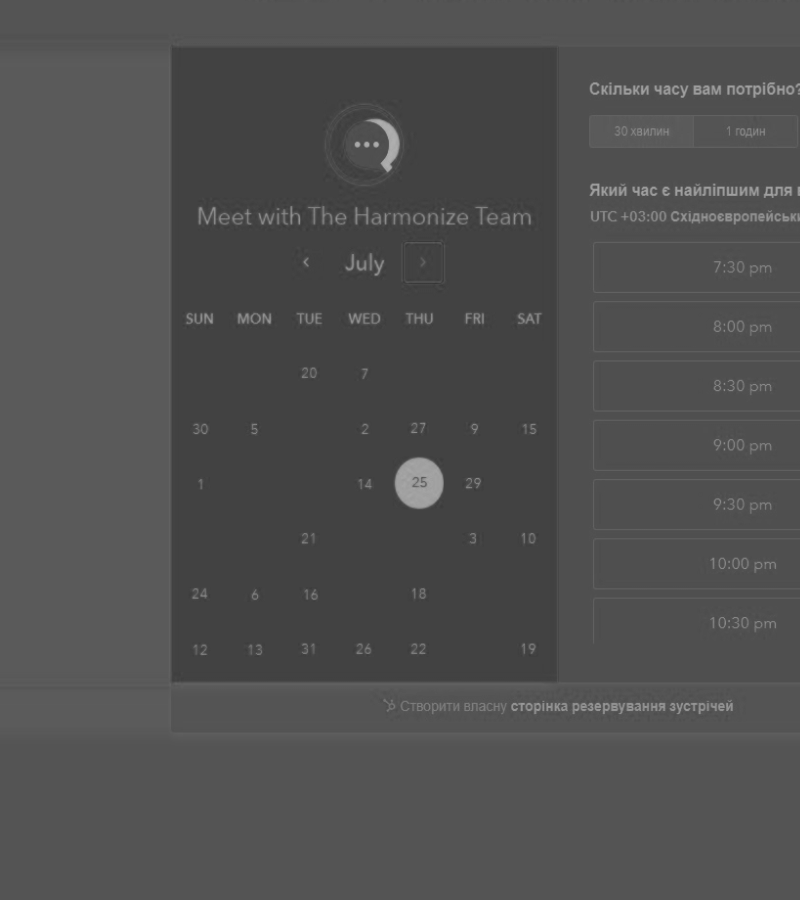 Скільки часу вам потрібно?
30 хвилин 1 годин
Meet with The Harmonize Team
July
Який час є найліпшим для
UTC +03:00 Східноєвропейськи
SUN MON TUE WED THU FRI SAT
20 7
30 5 2 27 9 15
1 14 25 29
21 3 10
24 6 16 18
12 13 31 26 22 19
7:30 pm
8:00 pm
8:30 pm
9:00 pm
9:30 pm
10:00 pm
10:30 pm
Створити власну сторінка резервування зустрічей